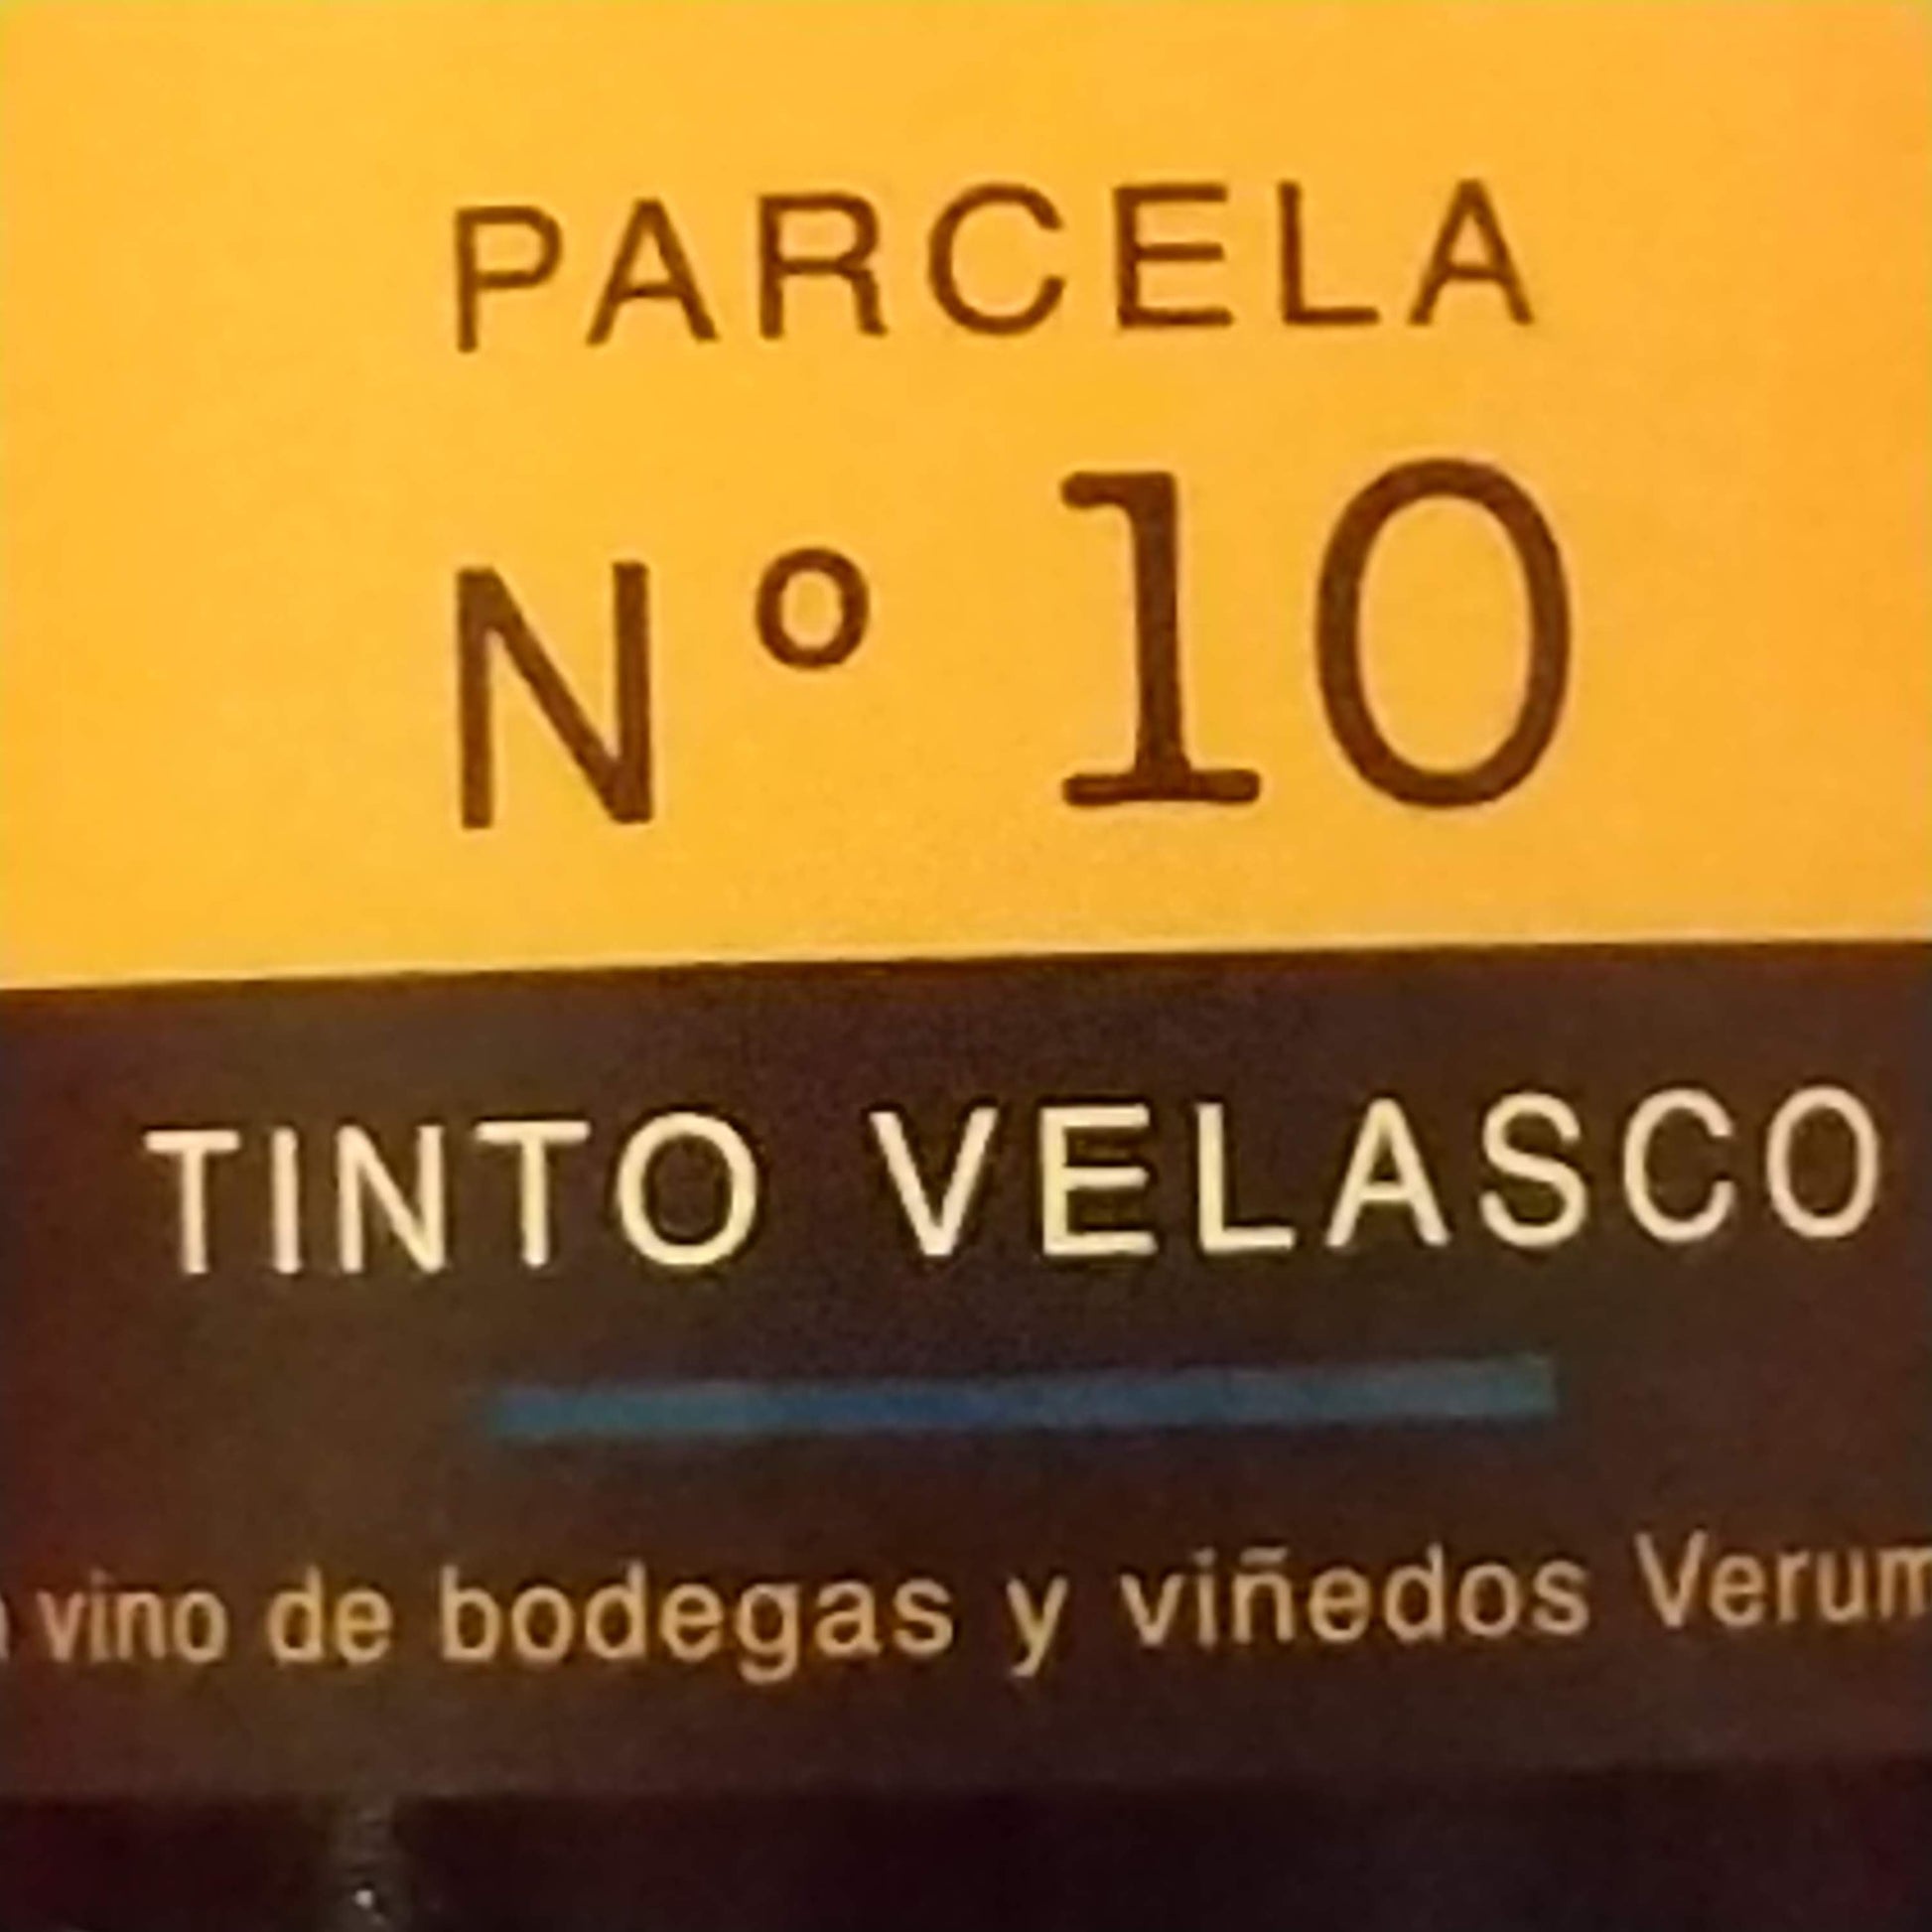 PARCELA
Nº 10
TINTO VELASCO
vino de bodegas y viñedos Verum